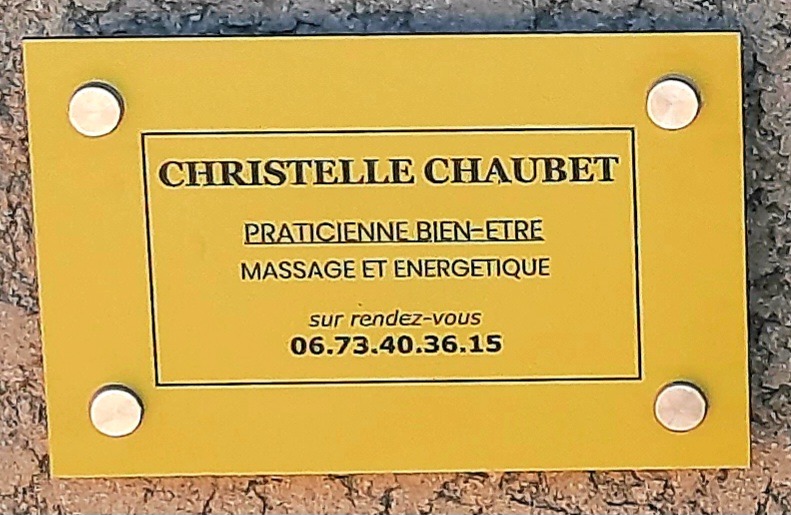 CHRISTELLE CHAUBET
PRATICIENNE BIEN-ETRE
MASSAGE ET ENERGETIQUE
sur rendez-vous
06.73.40.36.15